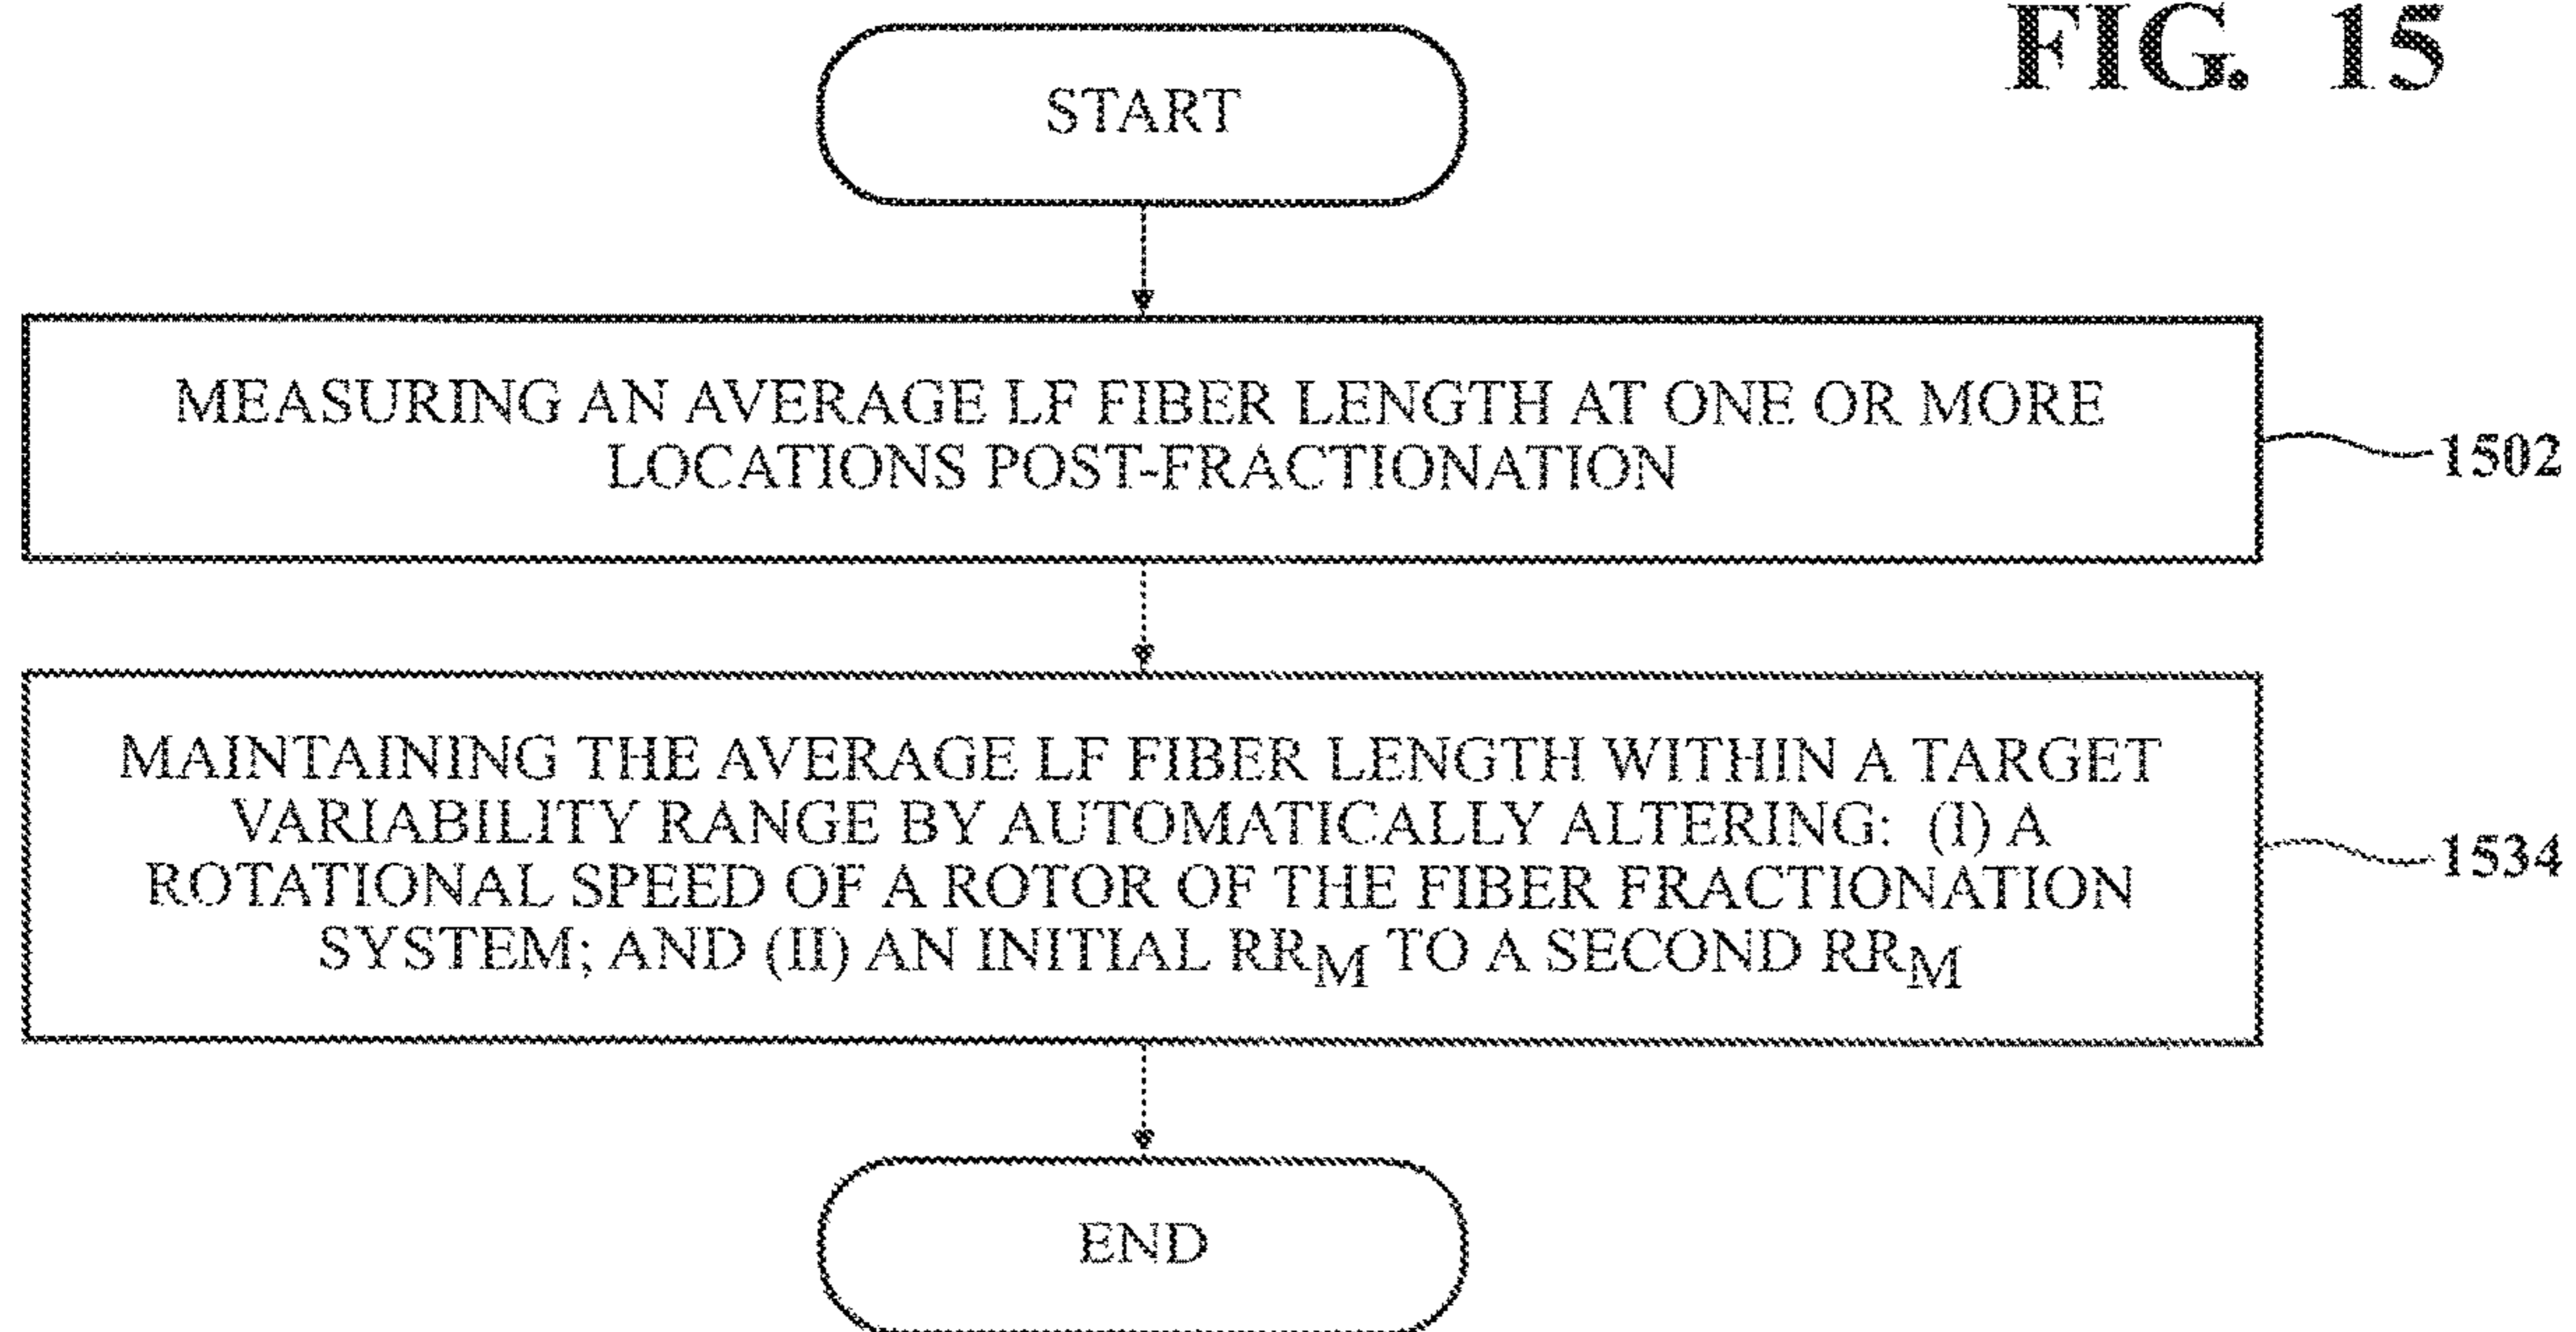 FIG. 15
START
MEASURING AN AVERAGE LF FIBER LENGTH AT ONE OR MORE
LOCATIONS POST-FRACTIONATION
1502
MAINTAINING THE AVERAGE LF FIBER LENGTH WITHIN A TARGET
VARIABILITY RANGE BY AUTOMATICALLY ALTERING: (I) A
ROTATIONAL SPEED OF A ROTOR OF THE FIBER FRACTIONATION
SYSTEM; AND (II) AN INITIAL RRM TO A SECOND RRM
1534
END